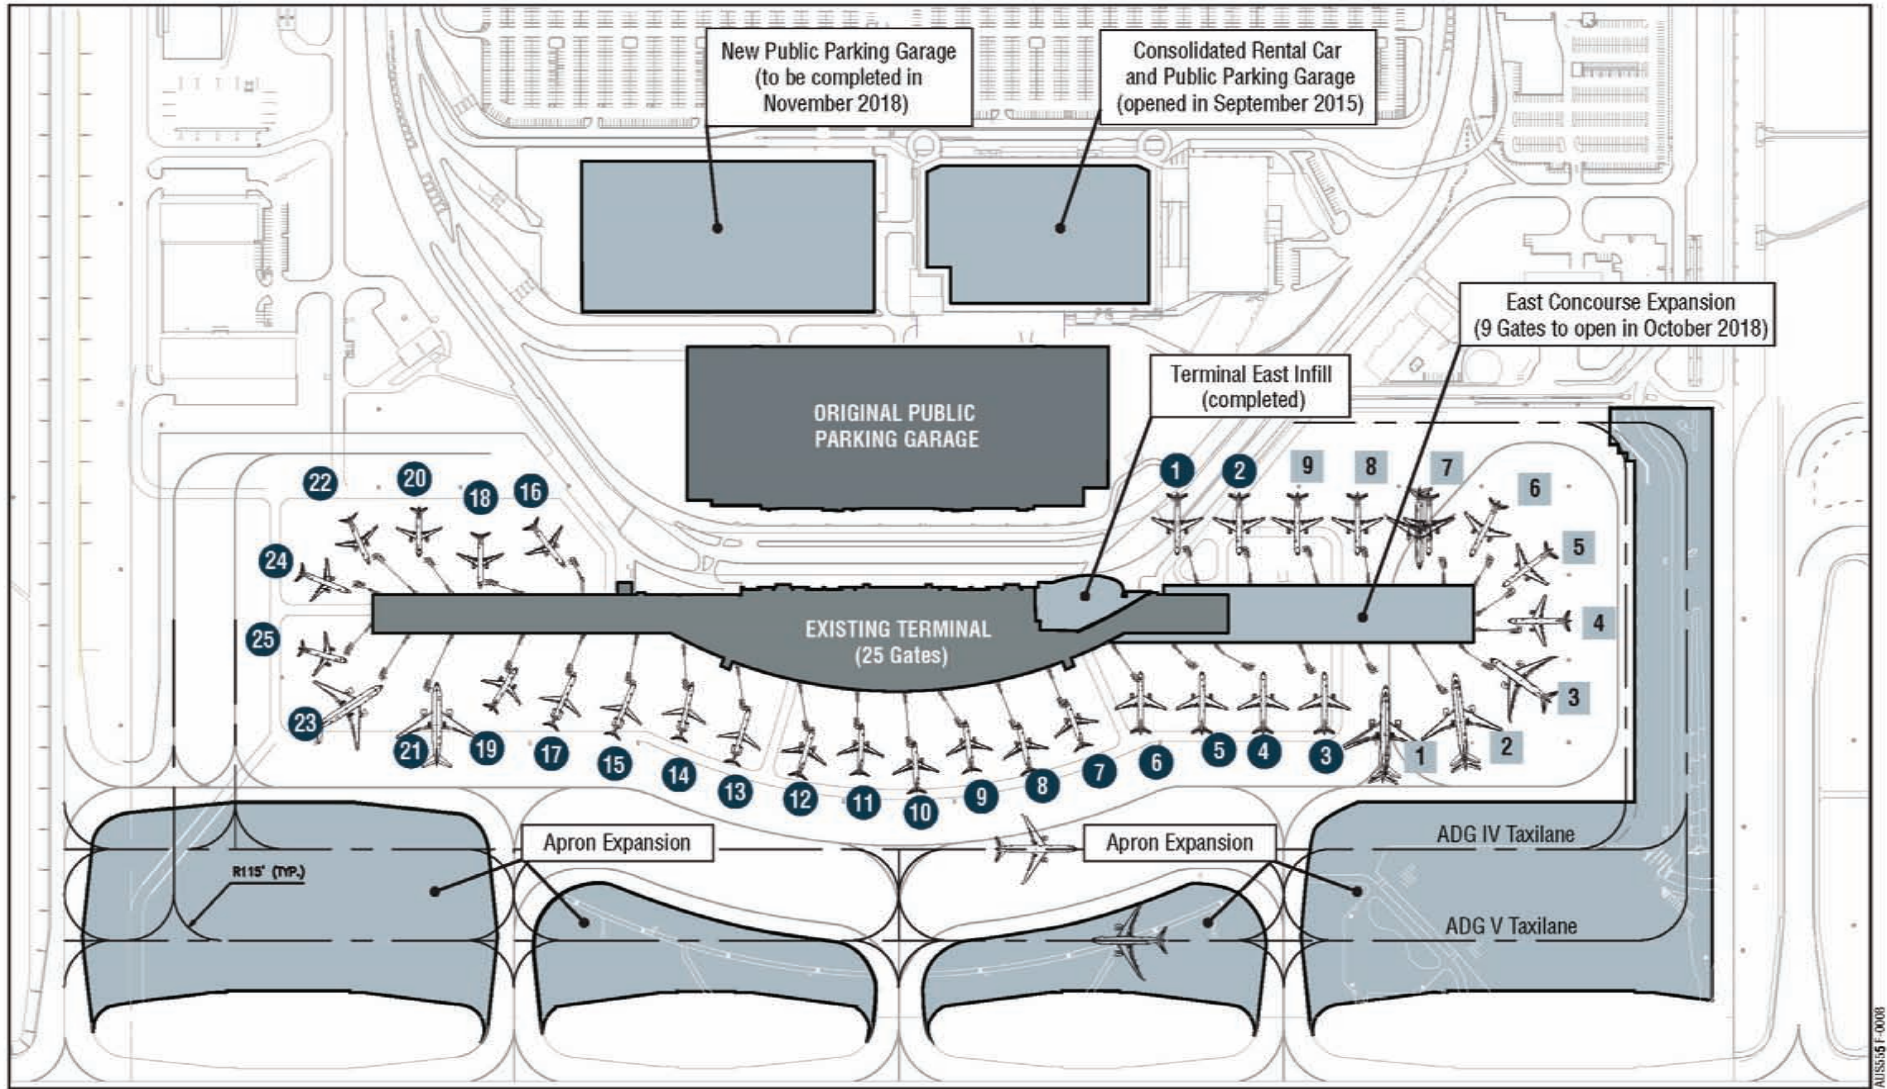 New Public Parking Garage
(to be completed in
November 2018)
Consolidated Rental Car
and Public Parking Garage
(opened in September 2015)
East Concourse Expansion
(9 Gates to open in October 2018)
Terminal East Infill
(completed)
ORIGINAL PUBLIC
PARKING GARAGE
22
20
18
16
1
2
9
8
7
6
5
24
4
25
EXISTING TERMINAL
(25 Gates)
3
23
21
19
17
15
14
13
12
11
10
9
8
7
6
5
4
3
1
2
Apron Expansion
Apron Expansion
ADG IV Taxilane
R115' (TYP.)
ADG V Taxilane
AUS555 F-0008